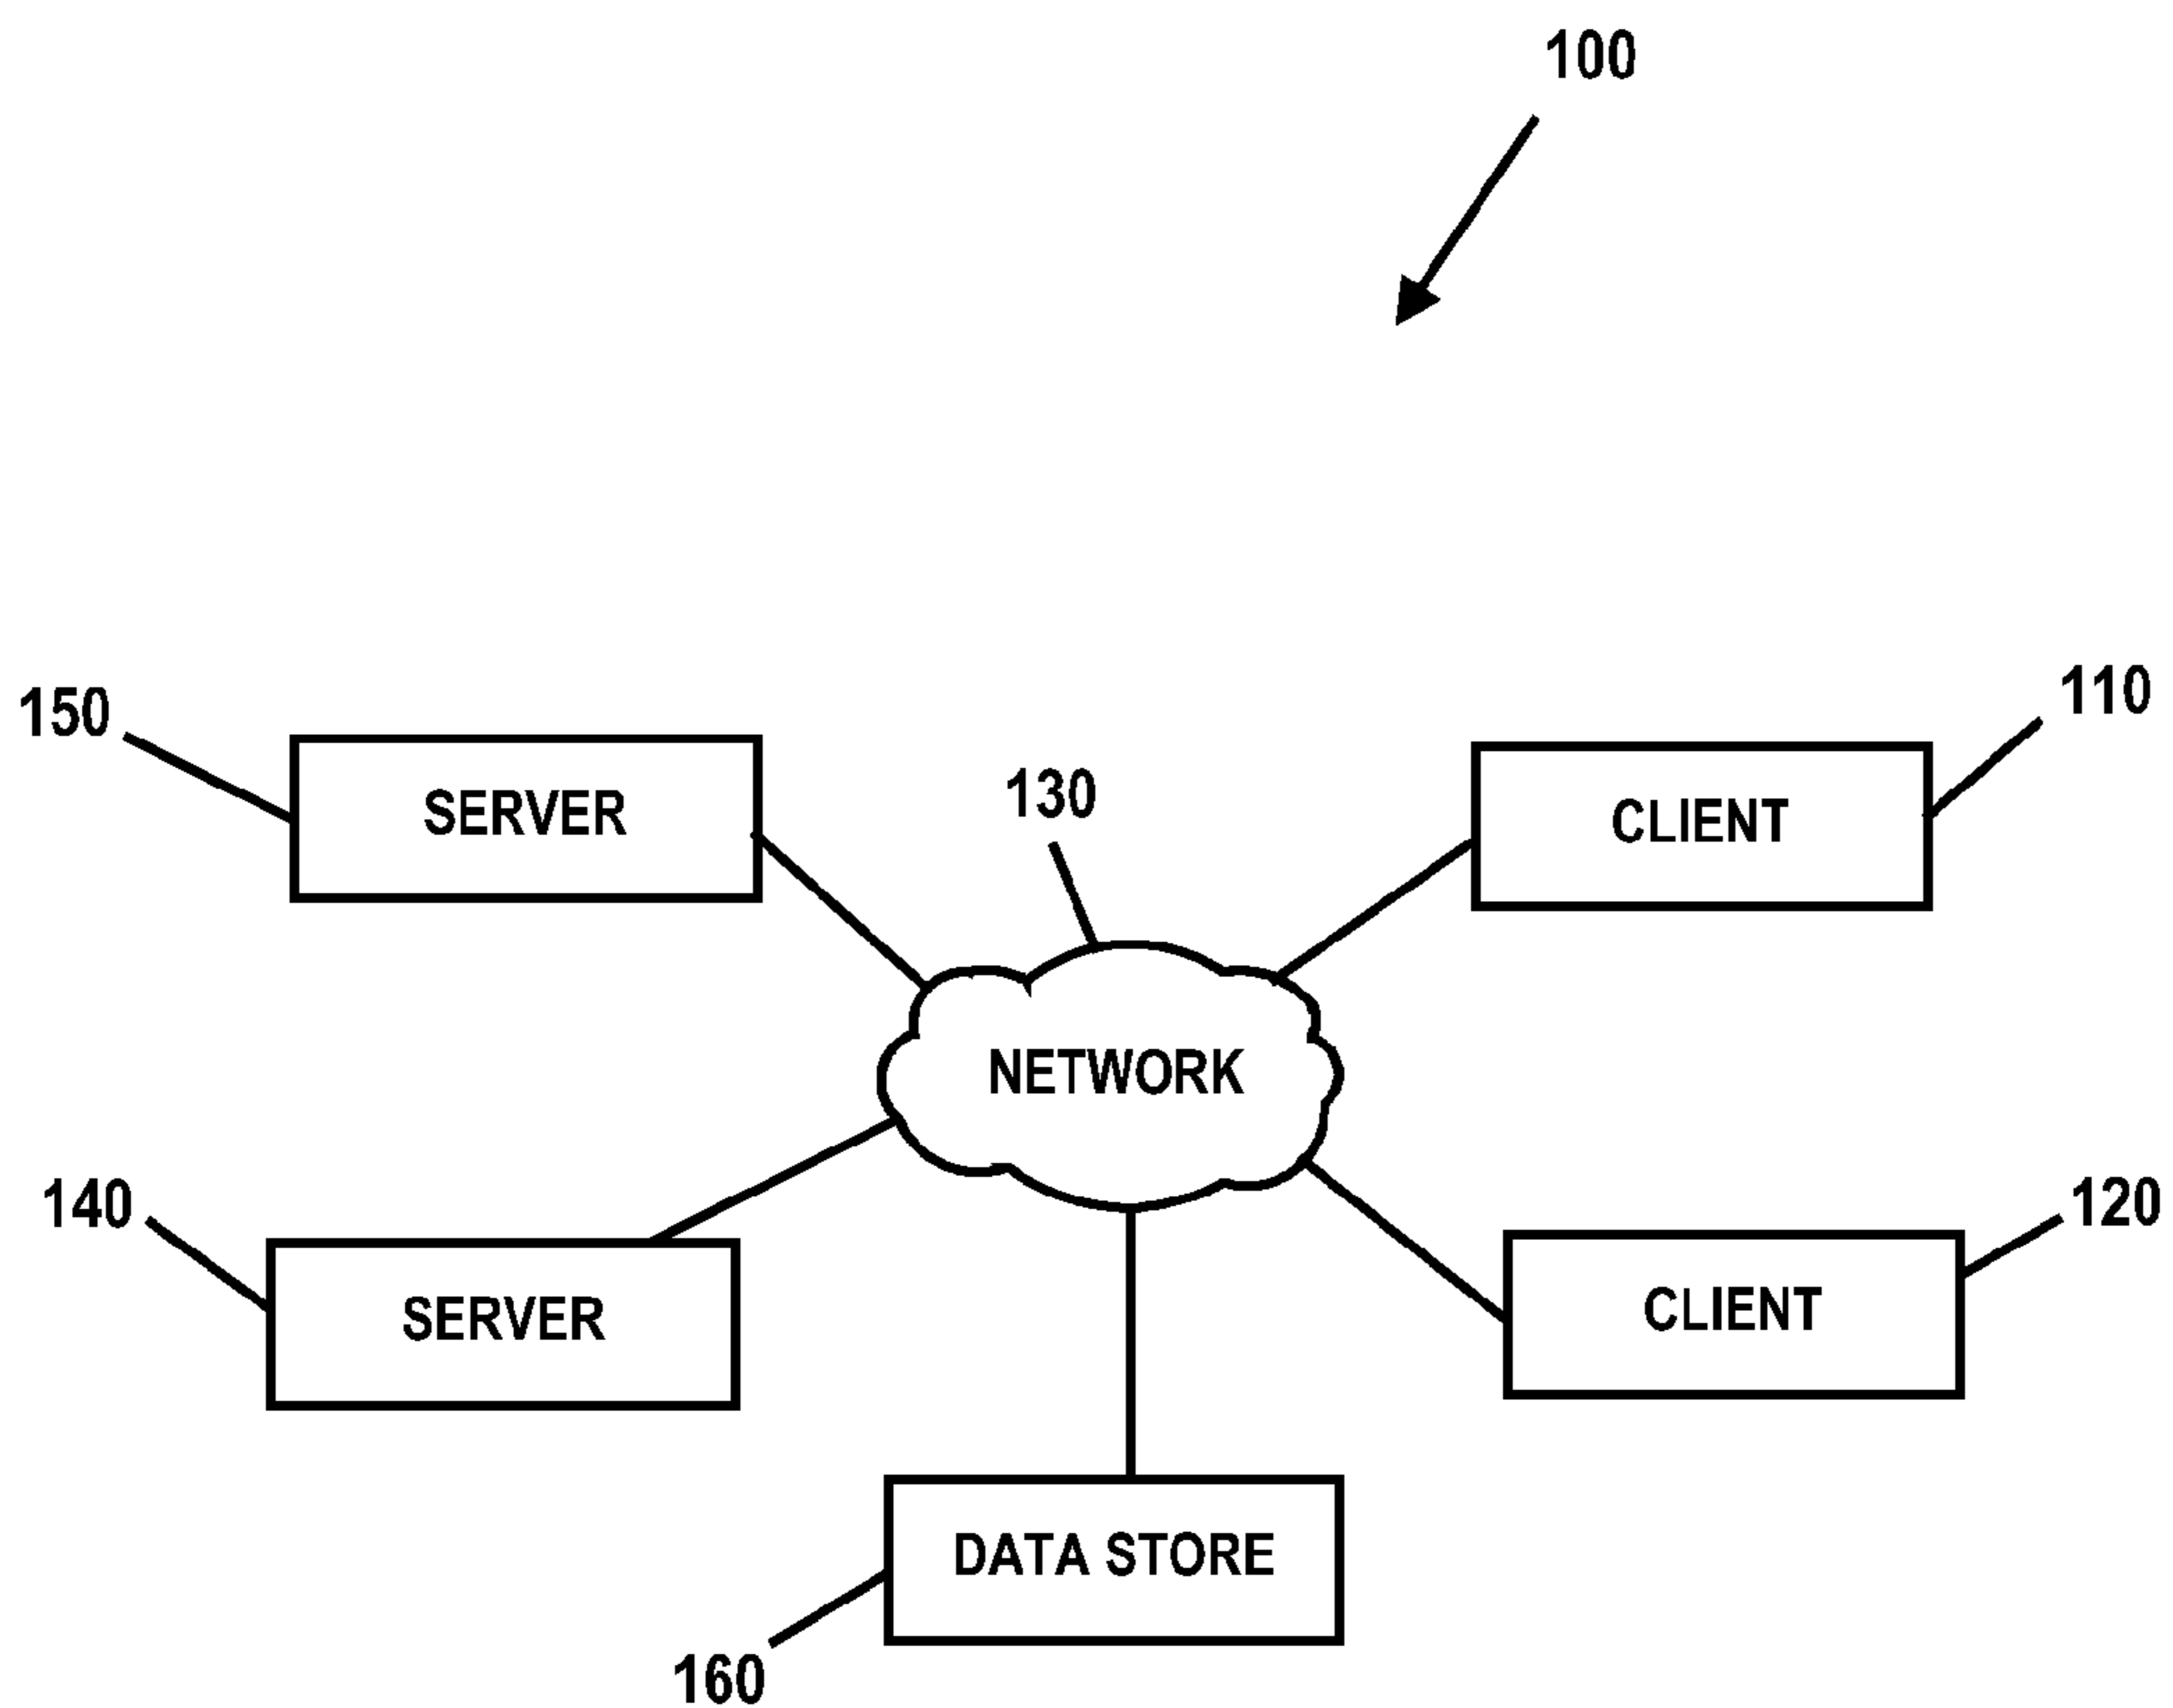 100
150
SERVER
130
110
CLIENT
NETWORK
140
SERVER
120
CLIENT
DATA STORE
160